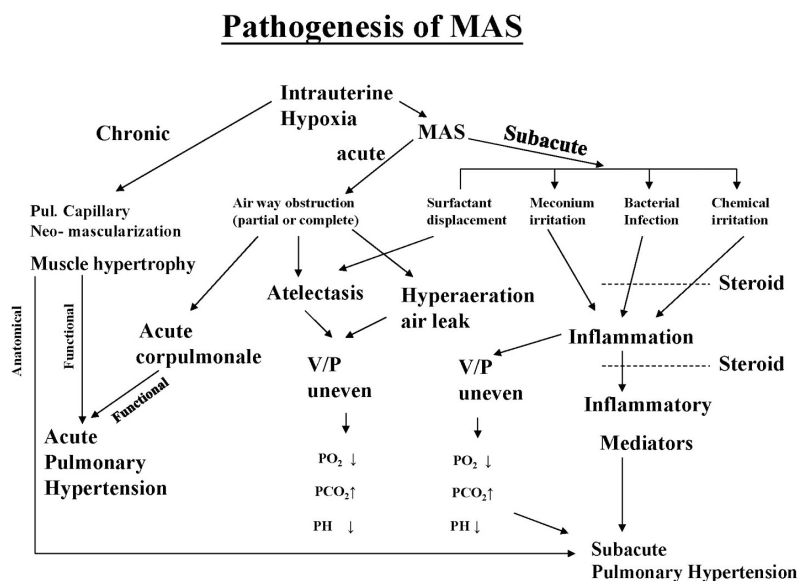 Pathogenesis of MAS
Intrauterine
Hypoxia
Chronic
MAS
Subacute
acute
Pul. Capillary
Neo- mascularization
Muscle hypertrophy
Air way obstruction
(partial or complete)
Surfactant
displacement
Meconium
irritation
Bacterial
Infection
Chemical
irritation
Steroid
Atelectasis
Hyperaeration
air leak
Anatomical
Functional
Acute
corpulmonale
Functional
Inflammation
Steroid
V/P
uneven
V/P
uneven
Inflammatory
Mediators
Acute
Pulmonary
Hypertension
PO₂ ↓
PCO₂↑
PH ↓
PO₂ ↓
PCO₂↑
PH ↓
Subacute
Pulmonary Hypertension